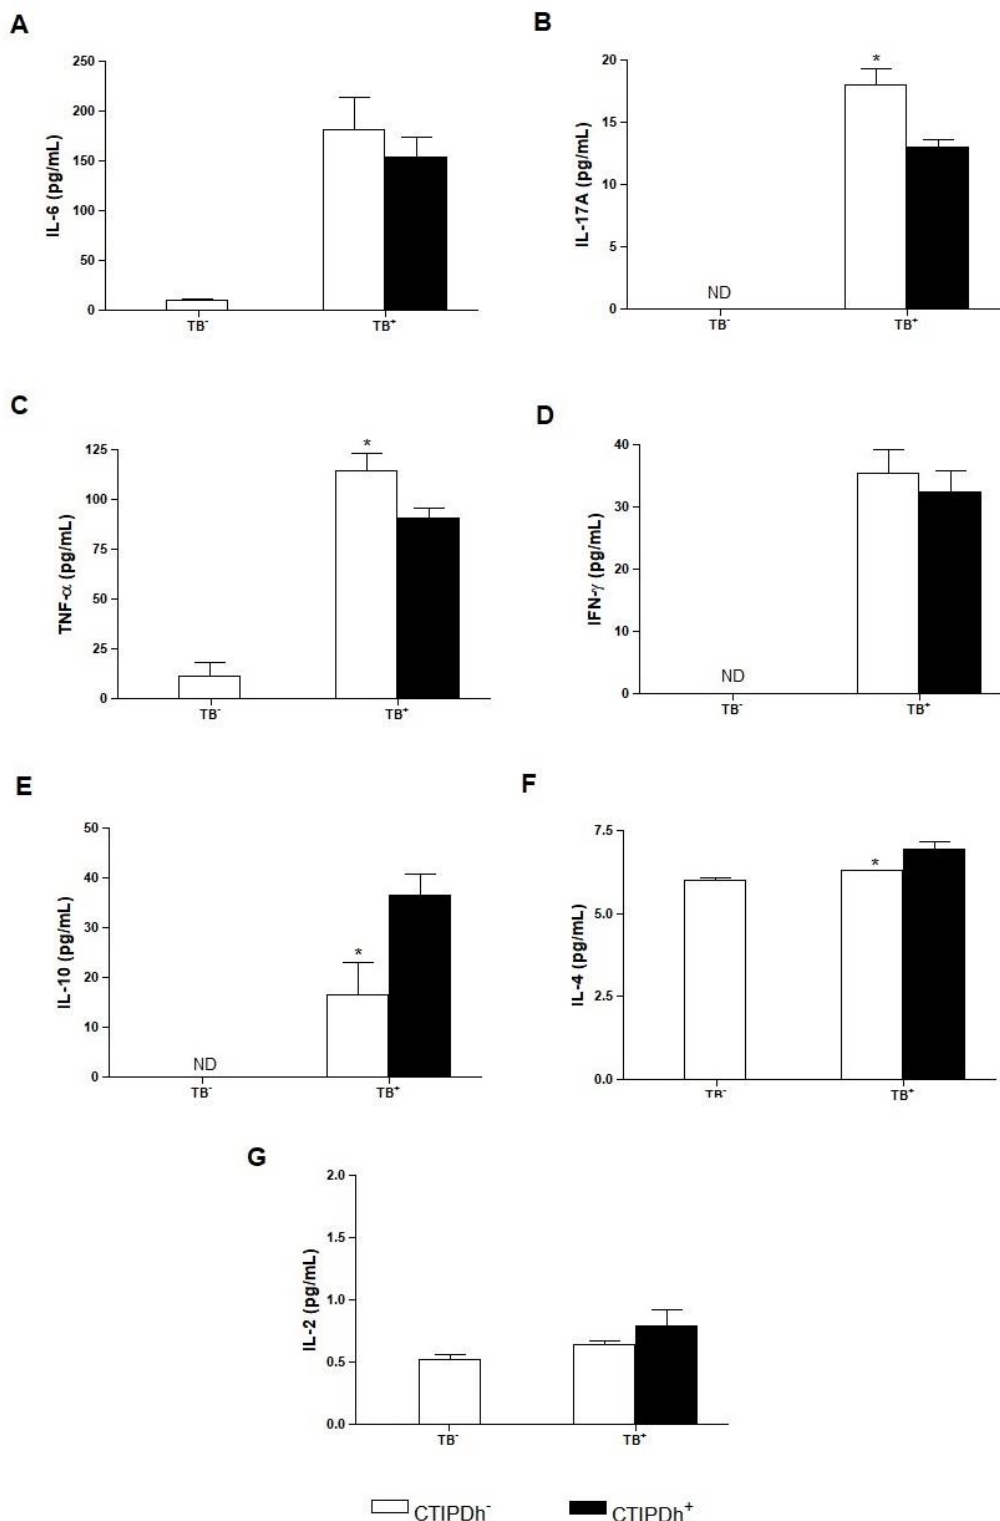 A
IL-6 (pg/mL)
250
200
150
100
50
0
TB⁻
TB⁺
B
IL-17A (pg/mL)
20
15
10
5
0
*
ND
TB⁻
TB⁺
C
TNF-α (pg/mL)
125
100
75
50
25
0
*
TB⁻
TB⁺
D
IFN-γ (pg/mL)
40
30
20
10
0
ND
TB⁻
TB⁺
E
IL-10 (pg/mL)
50
40
30
20
10
0
*
ND
TB⁻
TB⁺
F
IL-4 (pg/mL)
7.5
5.0
2.5
0.0
*
TB⁻
TB⁺
G
IL-2 (pg/mL)
2.0
1.5
1.0
0.5
0.0
TB⁻
TB⁺
CTIPDh⁻ CTIPDh⁺